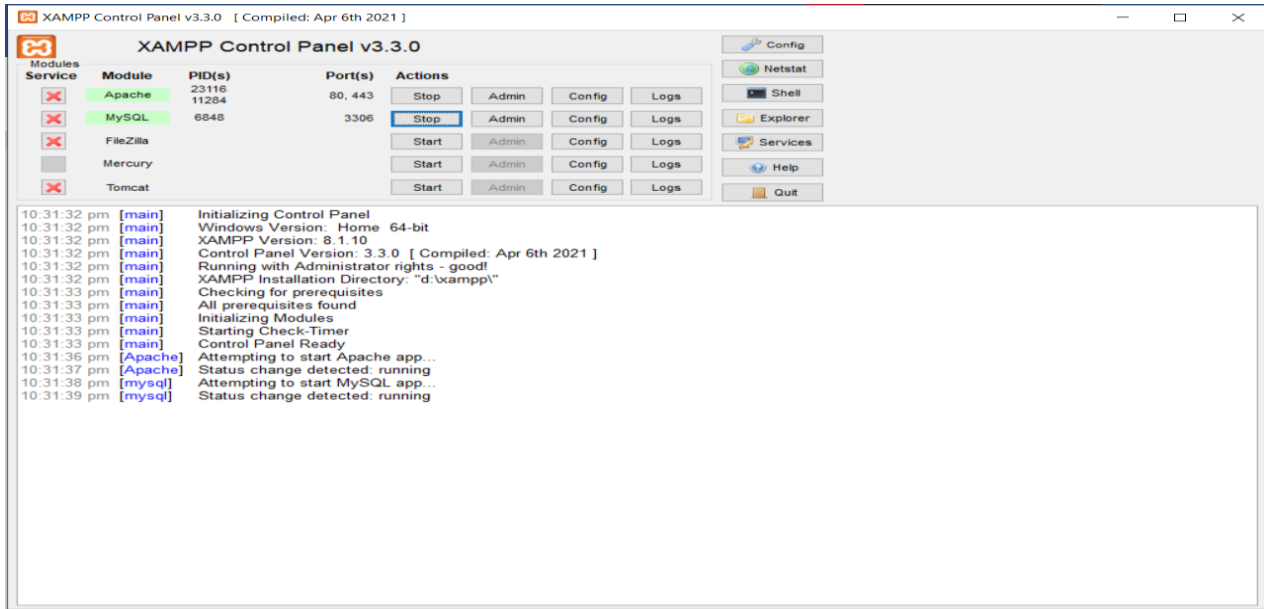 XAMPP Control Panel v3.3.0 [ Compiled: Apr 6th 2021 ]
XAMPP Control Panel v3.3.0
Config
Modules
Service Module PID(s) Port(s) Actions
Netstat
Apache 23116 11284 80, 443 Stop Admin Config Logs
Shell
MySQL 6848 3306 Stop Admin Config Logs
Explorer
FileZilla Start Admin Config Logs
Services
Mercury Start Admin Config Logs
Help
Tomcat Start Admin Config Logs
Quit
10:31:32 pm [main] Initializing Control Panel
10:31:32 pm [main] Windows Version: Home 64-bit
10:31:32 pm [main] XAMPP Version: 8.1.10
10:31:32 pm [main] Control Panel Version: 3.3.0 [ Compiled: Apr 6th 2021 ]
10:31:32 pm [main] Running with Administrator rights - good!
10:31:32 pm [main] XAMPP Installation Directory: "d:\xampp\"
10:31:33 pm [main] Checking for prerequisites
10:31:33 pm [main] All prerequisites found
10:31:33 pm [main] Initializing Modules
10:31:33 pm [main] Starting Check-Timer
10:31:33 pm [main] Control Panel Ready
10:31:36 pm [Apache] Attempting to start Apache app...
10:31:37 pm [Apache] Status change detected: running
10:31:38 pm [mysql] Attempting to start MySQL app...
10:31:39 pm [mysql] Status change detected: running